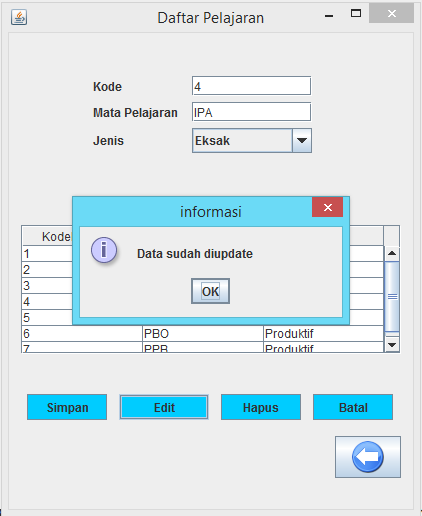 Daftar Pelajaran
Kode 4
Mata Pelajaran IPA
Jenis Eksak
informasi
Data sudah diupdate
OK
Kode
1
2
3
4
5
6 PBO Produktif
7 PPB Produktif
Simpan Edit Hapus Batal